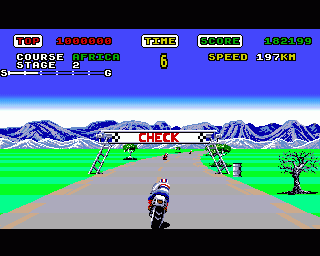 TOP 1000000 TIME SCORE 182199
COURSE AFRICA 6 SPEED 197KM
STAGE 2
S G
CHECK